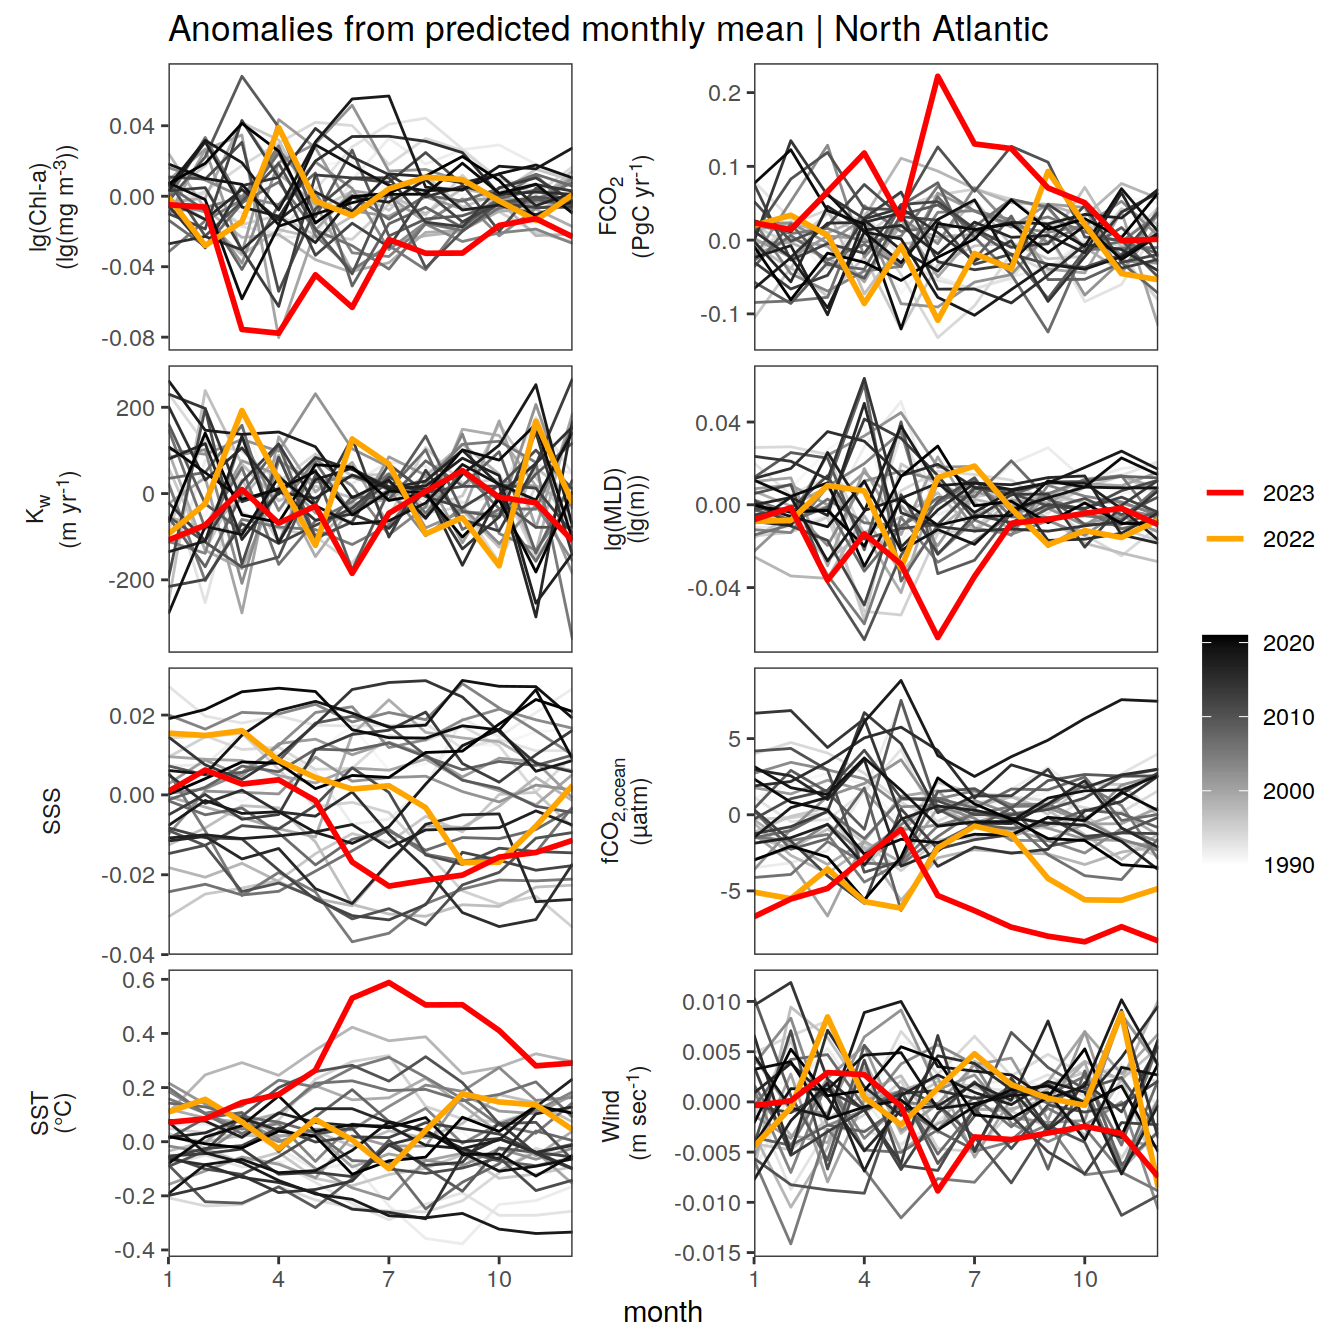 Anomalies from predicted monthly mean | North Atlantic
lg(Chl-a)
(lg(mg m⁻³))
0.04
0.00
-0.04
-0.08
FCO₂
(PgC yr⁻¹)
0.2
0.1
0.0
-0.1
K_w
(m yr⁻¹)
200
0
-200
lg(MLD)
(lg(m))
0.04
0.00
-0.04
SSS
0.02
0.00
-0.02
-0.04
fCO₂,ocean
(µatm)
5
0
-5
SST
(°C)
0.6
0.4
0.2
0.0
-0.2
-0.4
1 4 7 10
Wind
(m sec⁻¹)
0.010
0.005
0.000
-0.005
-0.010
-0.015
1 4 7 10
month
2023
2022
2020
2010
2000
1990